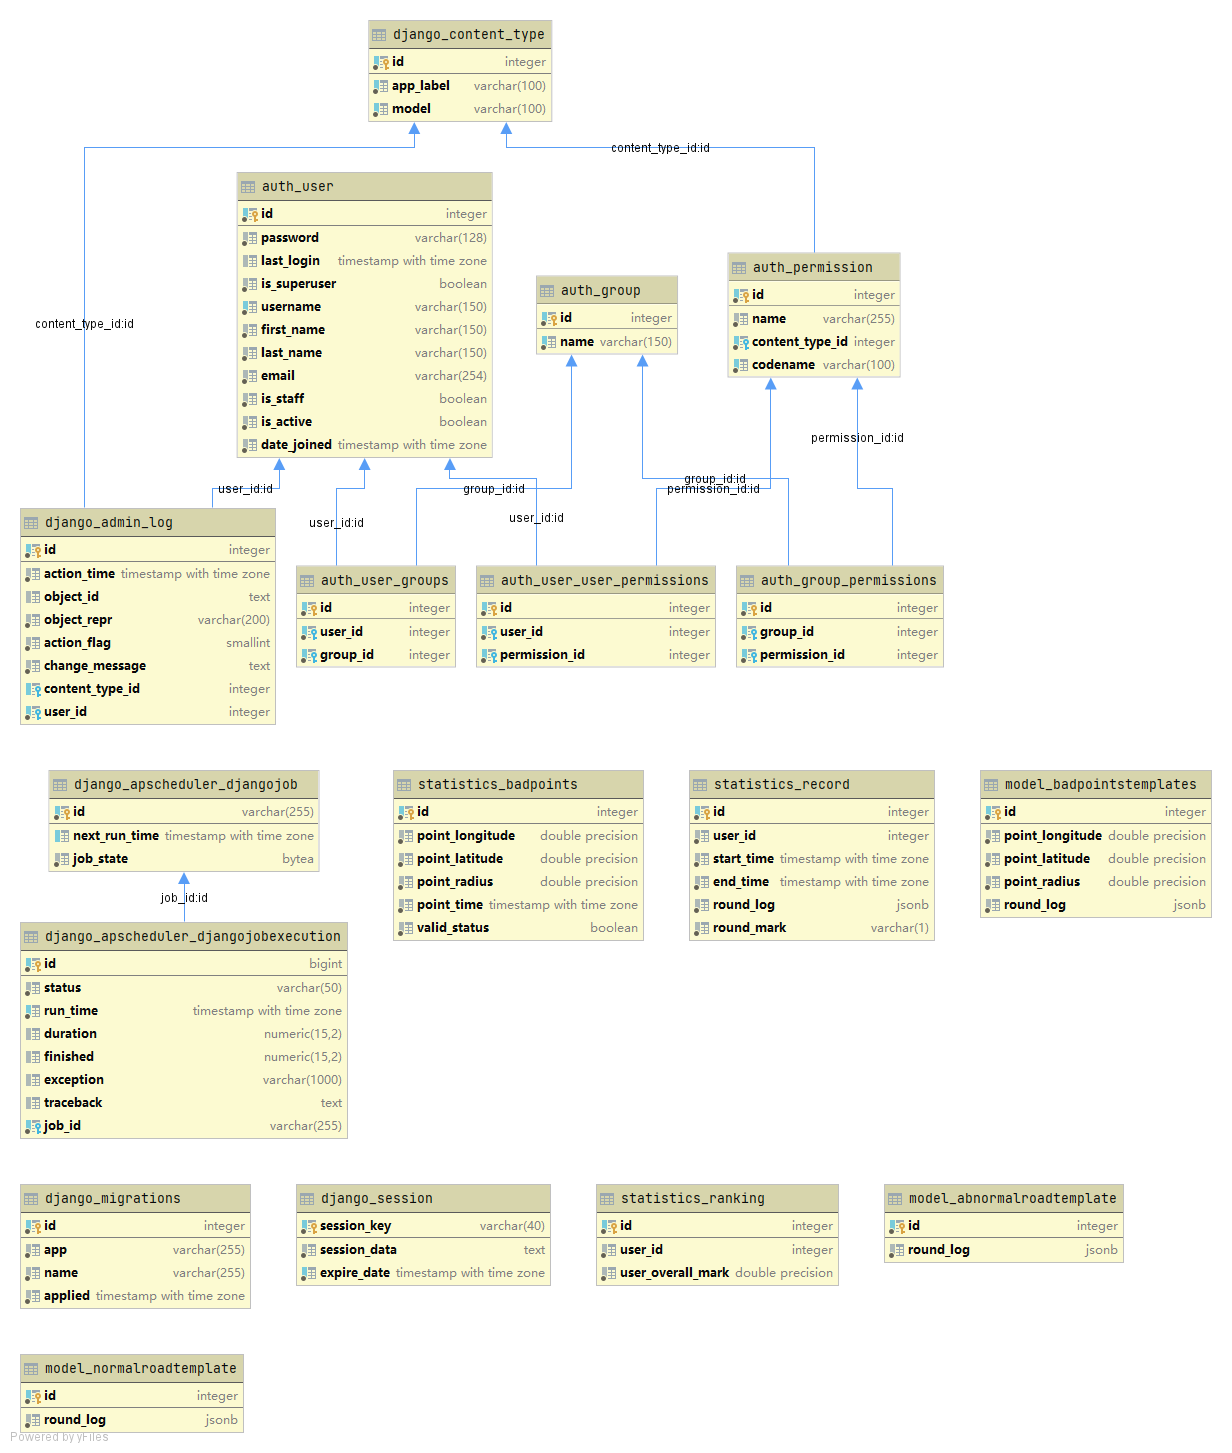 django_content_type
id integer
app_label varchar(100)
model varchar(100)
content_type_id:id
content_type_id:id
auth_user
id integer
password varchar(128)
last_login timestamp with time zone
is_superuser boolean
username varchar(150)
first_name varchar(150)
last_name varchar(150)
email varchar(254)
is_staff boolean
is_active boolean
date_joined timestamp with time zone
auth_group
id integer
name varchar(150)
auth_permission
id integer
name varchar(255)
content_type_id integer
codename varchar(100)
permission_id:id
user_id:id
group_id:id
group_id:id
permission_id:id
user_id:id
user_id:id
django_admin_log
id integer
action_time timestamp with time zone
object_id text
object_repr varchar(200)
action_flag smallint
change_message text
content_type_id integer
user_id integer
auth_user_groups
id integer
user_id integer
group_id integer
auth_user_user_permissions
id integer
user_id integer
permission_id integer
auth_group_permissions
id integer
group_id integer
permission_id integer
django_apscheduler_djangojob
id varchar(255)
next_run_time timestamp with time zone
job_state bytea
job_id:id
django_apscheduler_djangojobexecution
id bigint
status varchar(50)
run_time timestamp with time zone
duration numeric(15,2)
finished numeric(15,2)
exception varchar(1000)
traceback text
job_id varchar(255)
statistics_badpoints
id integer
point_longitude double precision
point_latitude double precision
point_radius double precision
point_time timestamp with time zone
valid_status boolean
statistics_record
id integer
user_id integer
start_time timestamp with time zone
end_time timestamp with time zone
round_log jsonb
round_mark varchar(1)
model_badpointstemplates
id integer
point_longitude double precision
point_latitude double precision
point_radius double precision
round_log jsonb
django_migrations
id integer
app varchar(255)
name varchar(255)
applied timestamp with time zone
django_session
session_key varchar(40)
session_data text
expire_date timestamp with time zone
statistics_ranking
id integer
user_id integer
user_overall_mark double precision
model_abnormalroadtemplate
id integer
round_log jsonb
model_normalroadtemplate
id integer
round_log jsonb
Powered by yFiles